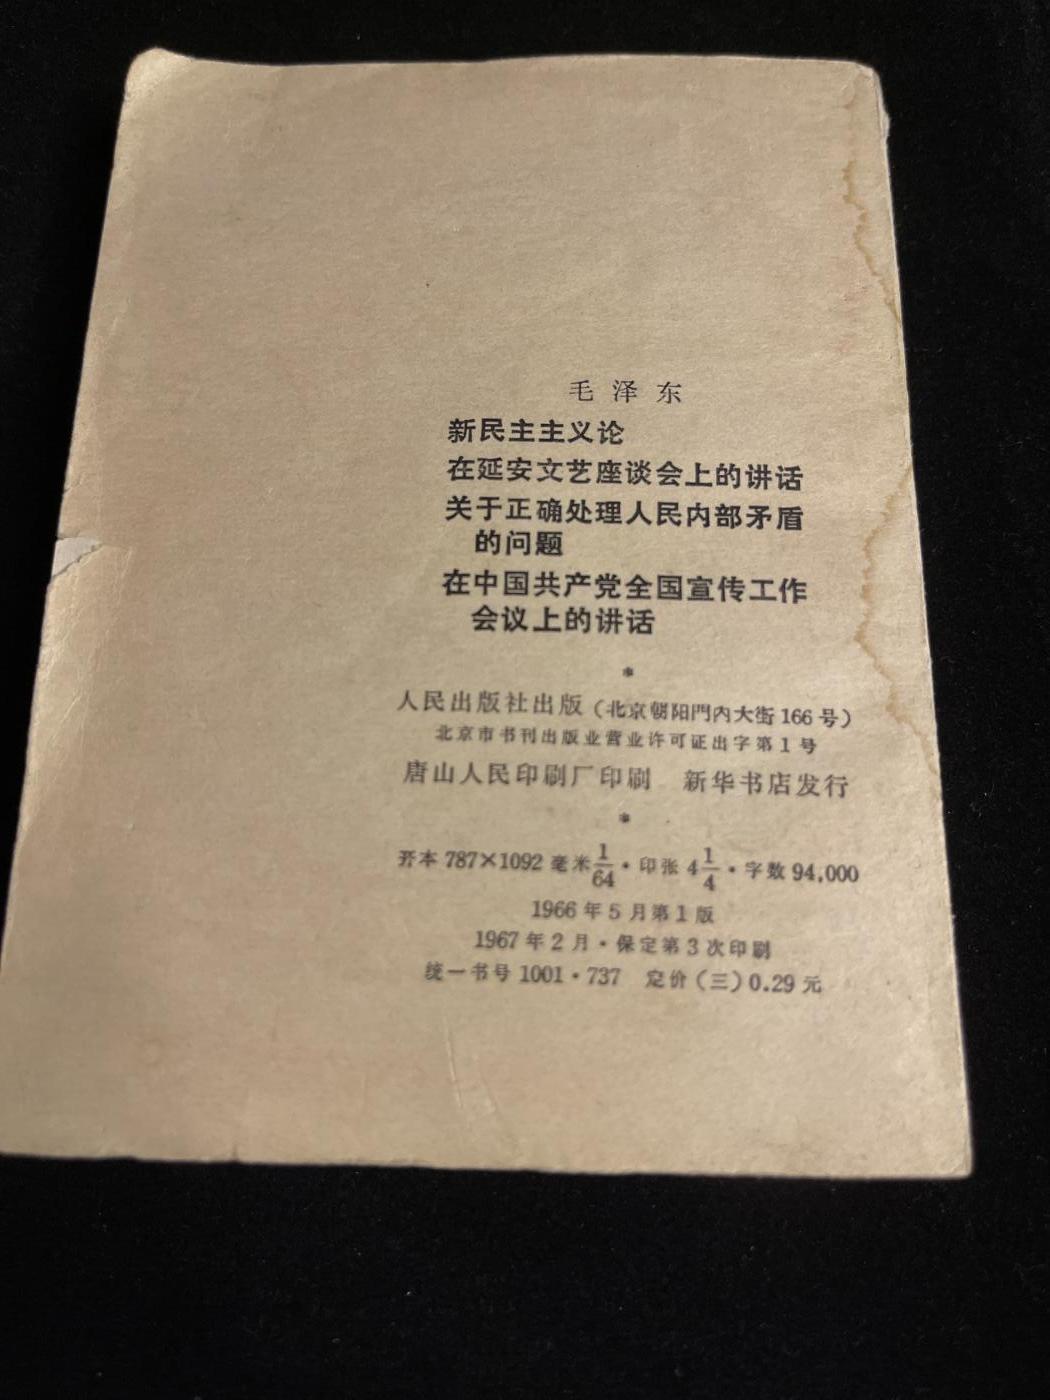 毛泽东
新民主主义论
在延安文艺座谈会上的讲话
关于正确处理人民内部矛盾
的问题
在中国共产党全国宣传工作
会议上的讲话
*
人民出版社出版（北京朝阳門內大街166号）
北京市书刊出版业营业许可证出字第1号
唐山人民印刷厂印刷 新华书店发行
*
开本787×1092毫米1/64·印张4 1/4·字数94,000
1966年5月第1版
1967年2月·保定第3次印刷
统一书号1001·737 定价（三）0.29元